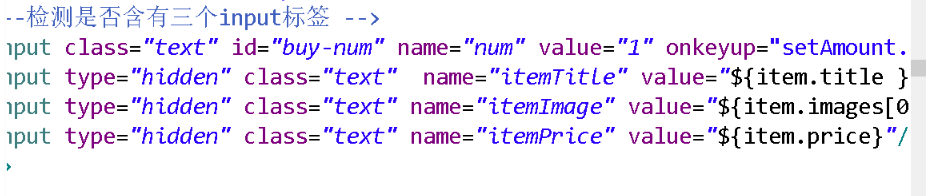 --检测是否含有三个input标签 -->
nput class="text" id="buy-num" name="num" value="1" onkeyup="setAmount.
nput type="hidden" class="text"  name="itemTitle" value="${item.title }
nput type="hidden" class="text" name="itemImage" value="${item.images[0
nput type="hidden" class="text" name="itemPrice" value="${item.price}"/
>